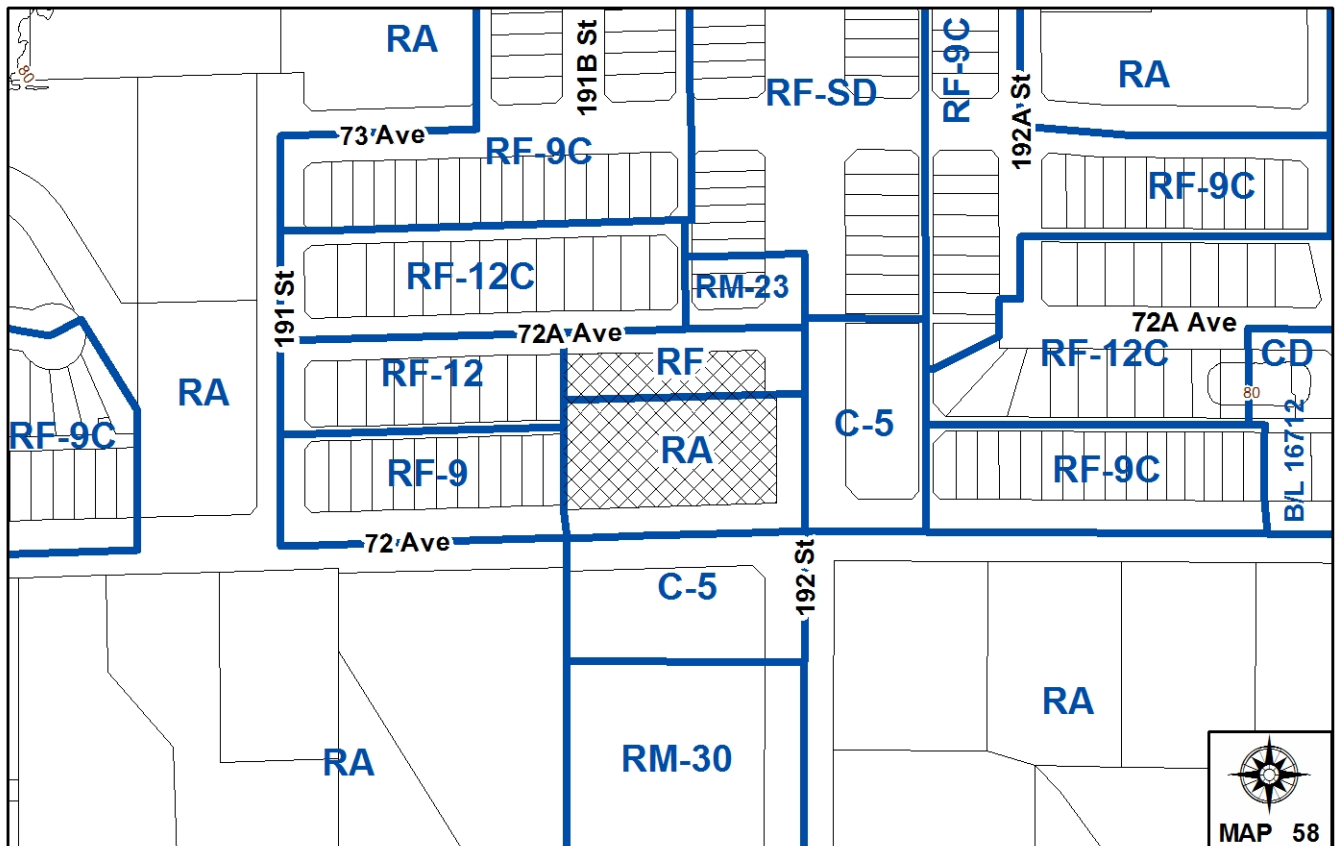 RA
191B St
RF-9C
192A St
RA
80
RF-SD
73 Ave
RF-9C
RF-9C
191 St
RF-12C
RM-23
72A Ave
72A Ave
RF
RF-12
RF-12C
CD
RA
80
C-5
RF-9C
RA
RF-9
RF-9C
B/L 16712
72 Ave
C-5
192 St
RA
RA
RM-30
MAP 58